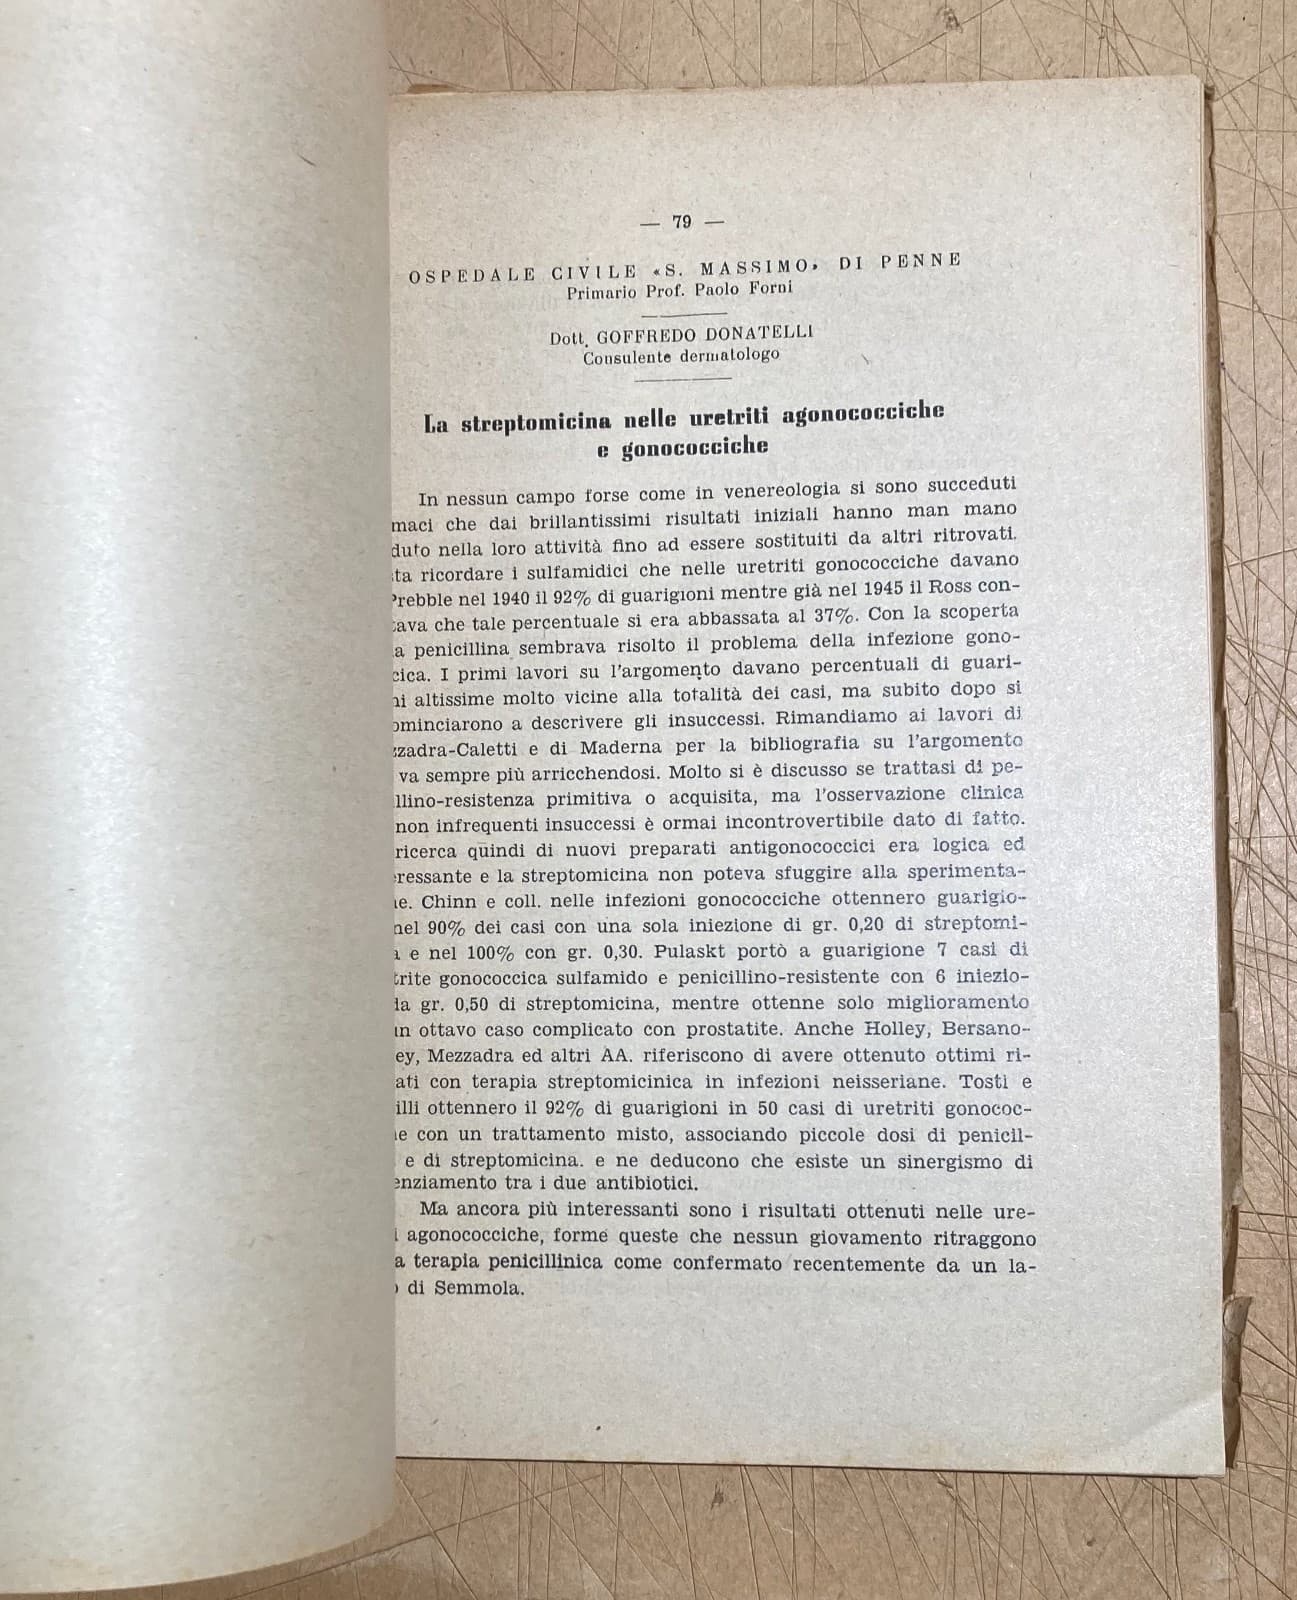 — 79 —
OSPEDALE CIVILE «S. MASSIMO» DI PENNE
Primario Prof. Paolo Forni
Dott. GOFFREDO DONATELLI
Consulente dermatologo
La streptomicina nelle uretriti agonococciche
e gonococciche
In nessun campo forse come in venereologia si sono succeduti
maci che dai brillantissimi risultati iniziali hanno man mano
duto nella loro attività fino ad essere sostituiti da altri ritrovati.
ta ricordare i sulfamidici che nelle uretriti gonococciche davano
Prebble nel 1940 il 92% di guarigioni mentre già nel 1945 il Ross con-
tava che tale percentuale si era abbassata al 37%. Con la scoperta
a penicillina sembrava risolto il problema della infezione gono-
cica. I primi lavori su l'argomento davano percentuali di guari-
ni altissime molto vicine alla totalità dei casi, ma subito dopo si
ominciarono a descrivere gli insuccessi. Rimandiamo ai lavori di
zzadra-Caletti e di Maderna per la bibliografia su l'argomento
va sempre più arricchendosi. Molto si è discusso se trattasi di pe-
llino-resistenza primitiva o acquisita, ma l'osservazione clinica
non infrequenti insuccessi è ormai incontrovertibile dato di fatto.
ricerca quindi di nuovi preparati antigonococcici era logica ed
eressante e la streptomicina non poteva sfuggire alla sperimenta-
ne. Chinn e coll. nelle infezioni gonococciche ottennero guarigio-
nel 90% dei casi con una sola iniezione di gr. 0,20 di streptomi-
a e nel 100% con gr. 0,30. Pulaskt portò a guarigione 7 casi di
trite gonococcica sulfamido e penicillino-resistente con 6 iniezio-
da gr. 0,50 di streptomicina, mentre ottenne solo miglioramento
un ottavo caso complicato con prostatite. Anche Holley, Bersano-
ey, Mezzadra ed altri AA. riferiscono di avere ottenuto ottimi ri-
ati con terapia streptomicinica in infezioni neisseriane. Tosti e
illi ottennero il 92% di guarigioni in 50 casi di uretriti gonococ-
he con un trattamento misto, associando piccole dosi di penicil-
e di streptomicina. e ne deducono che esiste un sinergismo di
enziamento tra i due antibiotici.
Ma ancora più interessanti sono i risultati ottenuti nelle ure-
i agonococciche, forme queste che nessun giovamento ritraggono
a terapia penicillinica come confermato recentemente da un la-
o di Semmola.